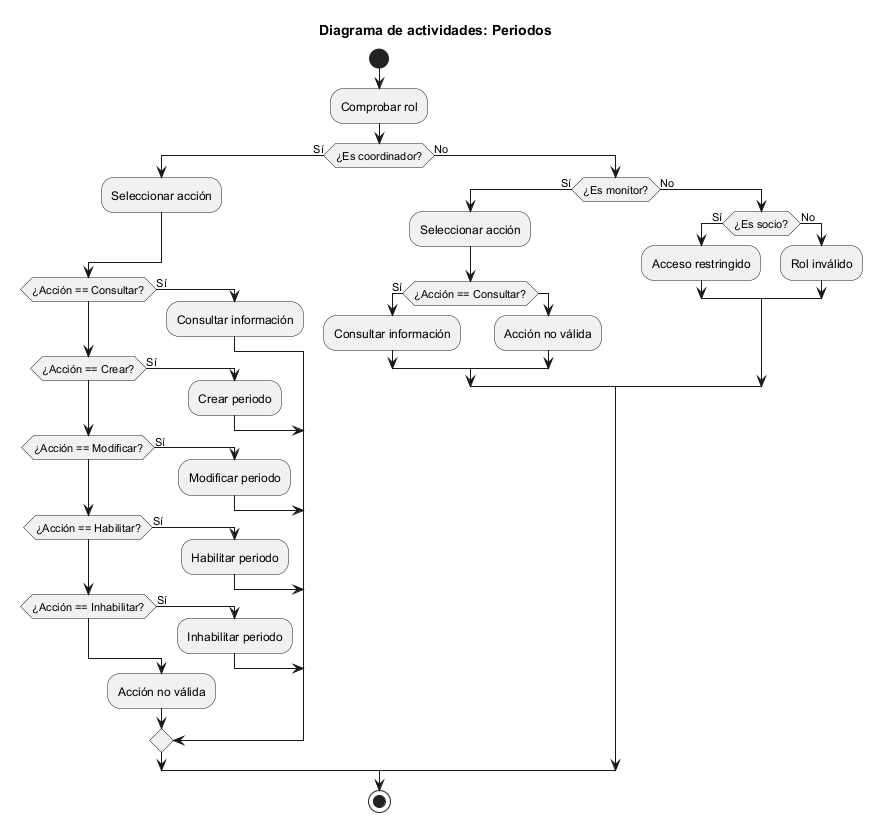 Diagrama de actividades: Periodos
Comprobar rol
¿Es coordinador?
Sí
No
Seleccionar acción
¿Acción == Consultar?
Sí
Consultar información
¿Acción == Crear?
Sí
Crear periodo
¿Acción == Modificar?
Sí
Modificar periodo
¿Acción == Habilitar?
Sí
Habilitar periodo
¿Acción == Inhabilitar?
Sí
Inhabilitar periodo
Acción no válida
¿Es monitor?
Sí
No
Seleccionar acción
¿Acción == Consultar?
Sí
Consultar información
Acción no válida
¿Es socio?
Sí
No
Acceso restringido
Rol inválido